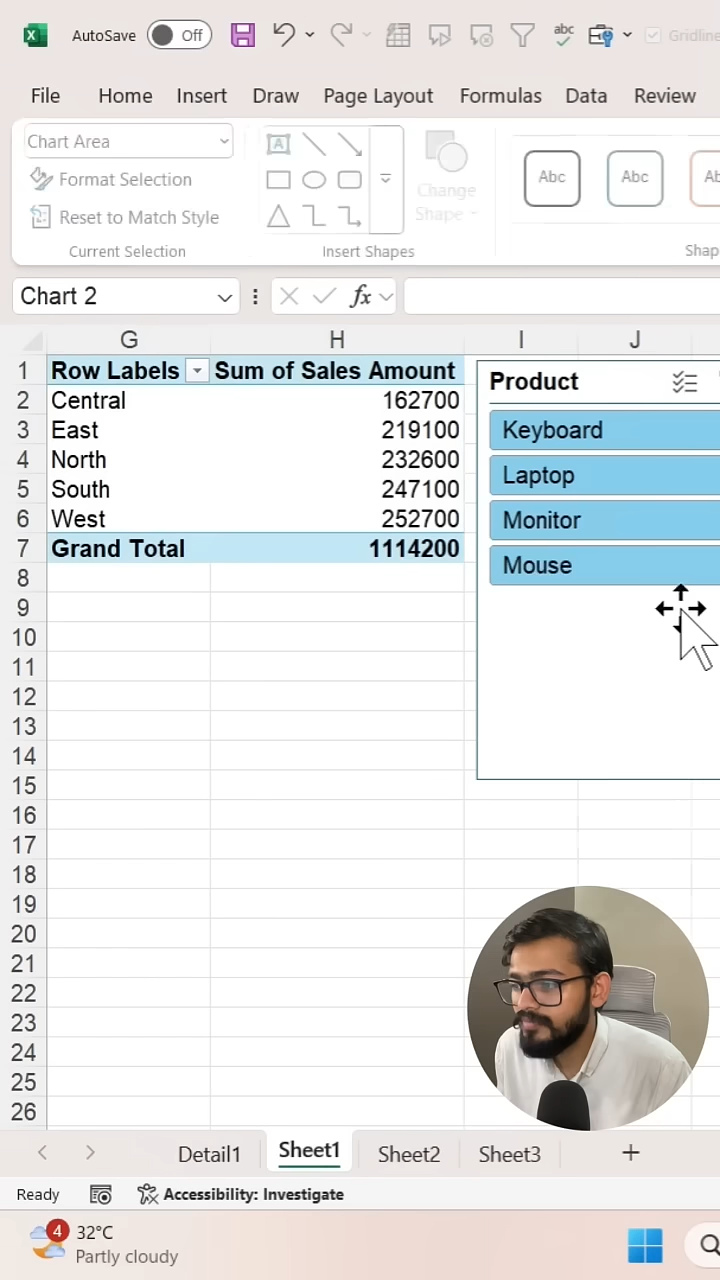 AutoSave Off abc Gridline
File Home Insert Draw Page Layout Formulas Data Review
Chart Area
Format Selection
Reset to Match Style
Current Selection
A
Insert Shapes
Change
Shape
Abc Abc Ab
Shap
Chart 2 fx
G H I J
1 Row Labels Sum of Sales Amount
2 Central 162700
3 East 219100
4 North 232600
5 South 247100
6 West 252700
7 Grand Total 1114200
8
9
10
11
12
13
14
15
16
17
18
19
20
21
22
23
24
25
26
Product
Keyboard
Laptop
Monitor
Mouse
Detail1 Sheet1 Sheet2 Sheet3 +
Ready Accessibility: Investigate
4 32°C
Partly cloudy